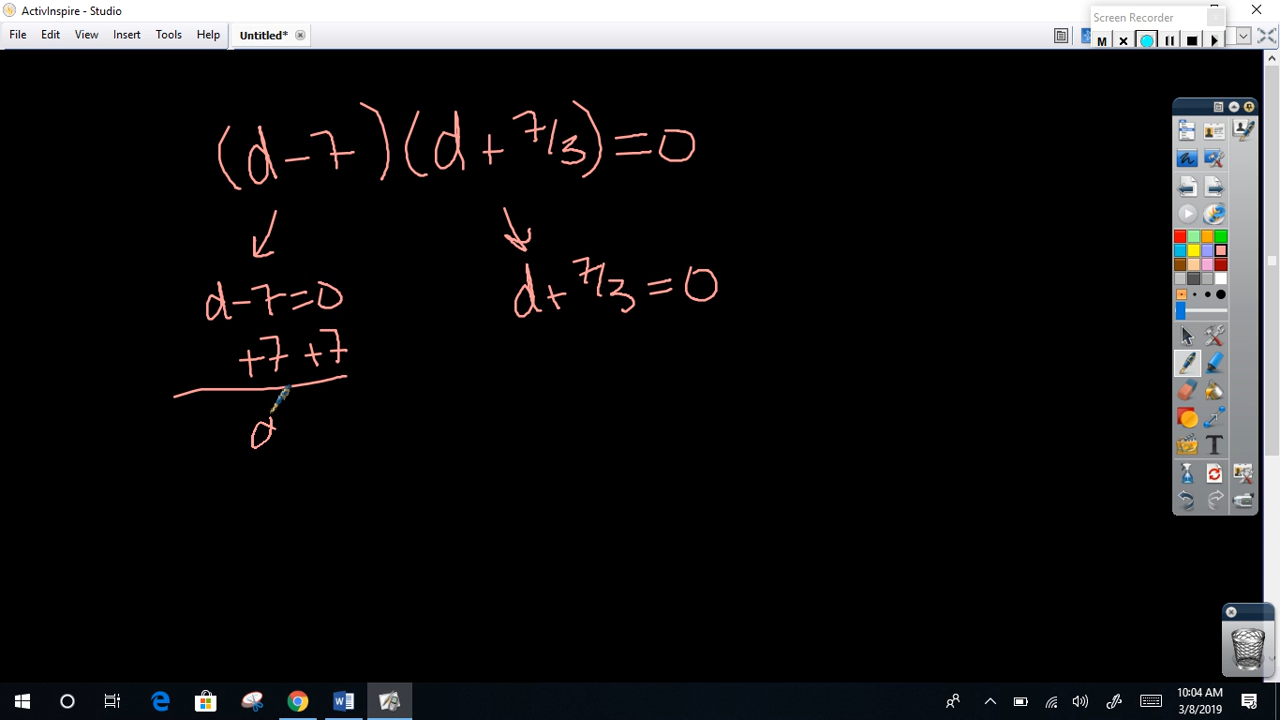 ActivInspire - Studio
Screen Recorder
File Edit View Insert Tools Help Untitled*
M
(d-7)(d+7/3)=0
d-7=0
d+7/3=0
+7 +7
d
T
10:04 AM
3/8/2019